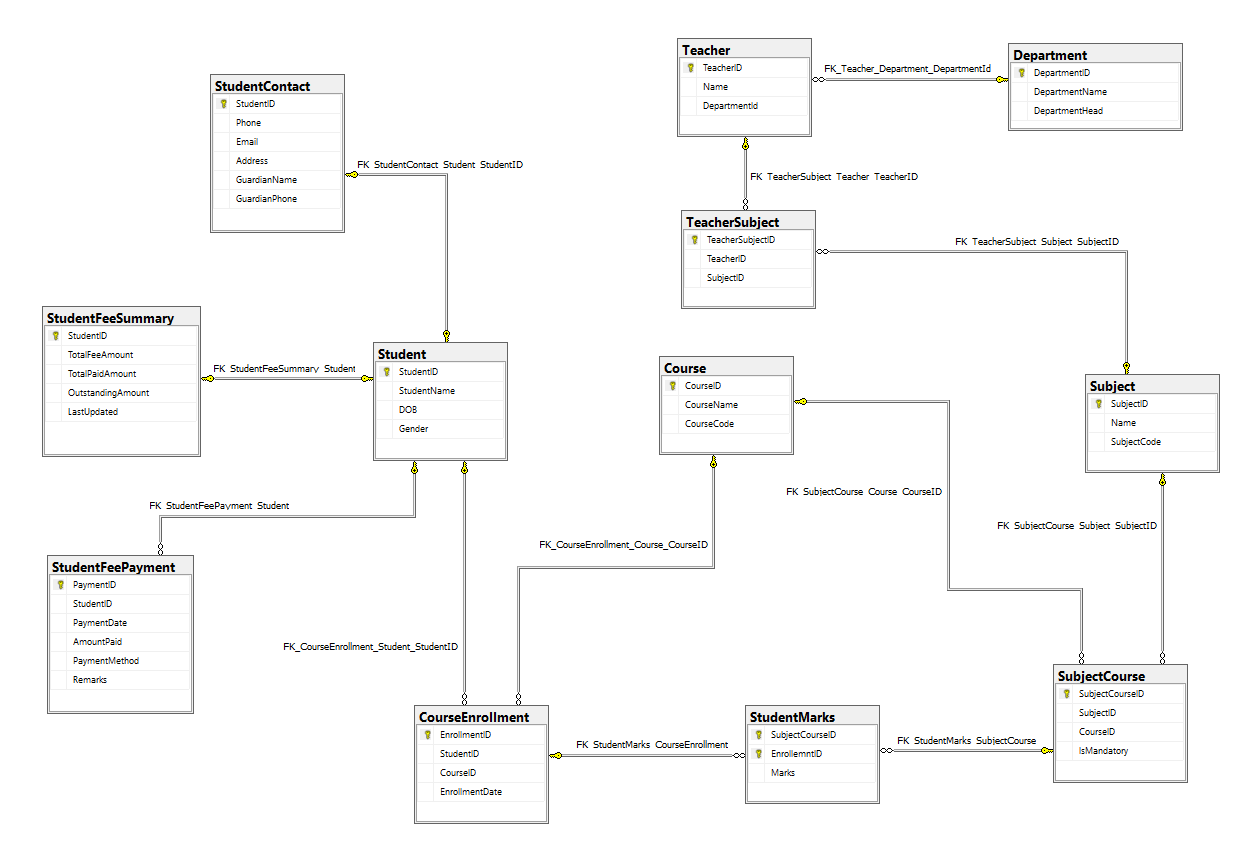 Teacher
TeacherID
Name
DepartmentId
FK_Teacher_Department_DepartmentId
Department
DepartmentID
DepartmentName
DepartmentHead
StudentContact
StudentID
Phone
Email
Address
GuardianName
GuardianPhone
FK_StudentContact_Student_StudentID
FK_TeacherSubject_Teacher_TeacherID
TeacherSubject
TeacherSubjectID
TeacherID
SubjectID
FK_TeacherSubject_Subject_SubjectID
StudentFeeSummary
StudentID
TotalFeeAmount
TotalPaidAmount
OutstandingAmount
LastUpdated
FK_StudentFeeSummary_Student
Student
StudentID
StudentName
DOB
Gender
Course
CourseID
CourseName
CourseCode
Subject
SubjectID
Name
SubjectCode
FK_SubjectCourse_Course_CourseID
FK_StudentFeePayment_Student
FK_SubjectCourse_Subject_SubjectID
FK_CourseEnrollment_Course_CourseID
StudentFeePayment
PaymentID
StudentID
PaymentDate
AmountPaid
PaymentMethod
Remarks
FK_CourseEnrollment_Student_StudentID
SubjectCourse
SubjectCourseID
SubjectID
CourseID
IsMandatory
CourseEnrollment
EnrollmentID
StudentID
CourseID
EnrollmentDate
FK_StudentMarks_CourseEnrollment
StudentMarks
SubjectCourseID
EnrollemntID
Marks
FK_StudentMarks_SubjectCourse